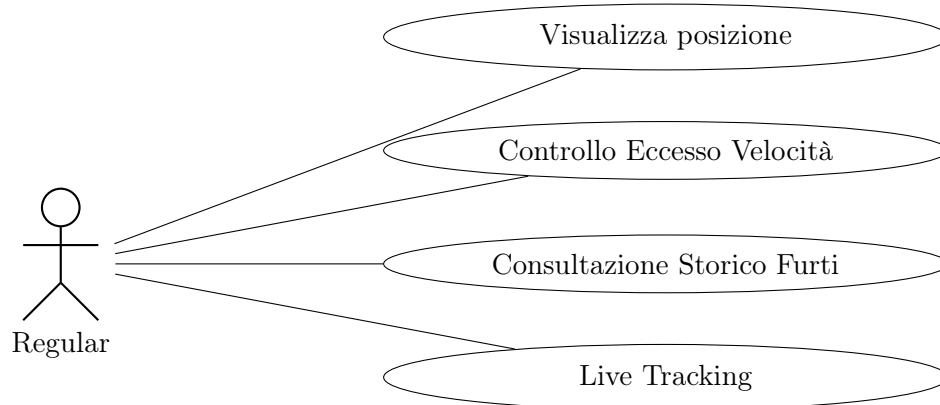 Visualizza posizione
Controllo Eccesso Velocità
Consultazione Storico Furti
Regular
Live Tracking